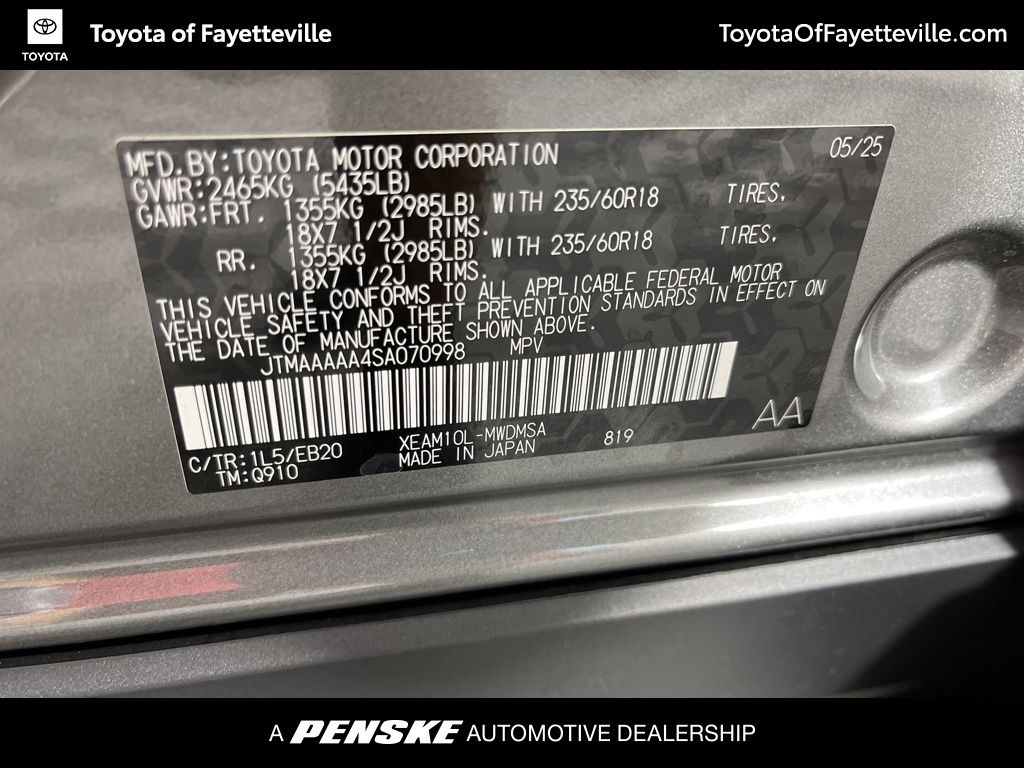 TOYOTA
Toyota of Fayetteville
ToyotaOfFayetteville.com
MFD.BY:TOYOTA MOTOR CORPORATION 05/25
GVWR:2465KG (5435LB)
GAWR:FRT. 1355KG (2985LB) WITH 235/60R18 TIRES,
18X7 1/2J RIMS.
RR. 1355KG (2985LB) WITH 235/60R18 TIRES,
18X7 1/2J RIMS.
THIS VEHICLE CONFORMS TO ALL APPLICABLE FEDERAL MOTOR
VEHICLE SAFETY AND THEFT PREVENTION STANDARDS IN EFFECT ON
THE DATE OF MANUFACTURE SHOWN ABOVE.
JTMAAAAA4SA070998 MPV
AA
C/TR:1L5/EB20 XEAM10L-MWDMSA 819
TM:Q910 MADE IN JAPAN
A PENSKE AUTOMOTIVE DEALERSHIP